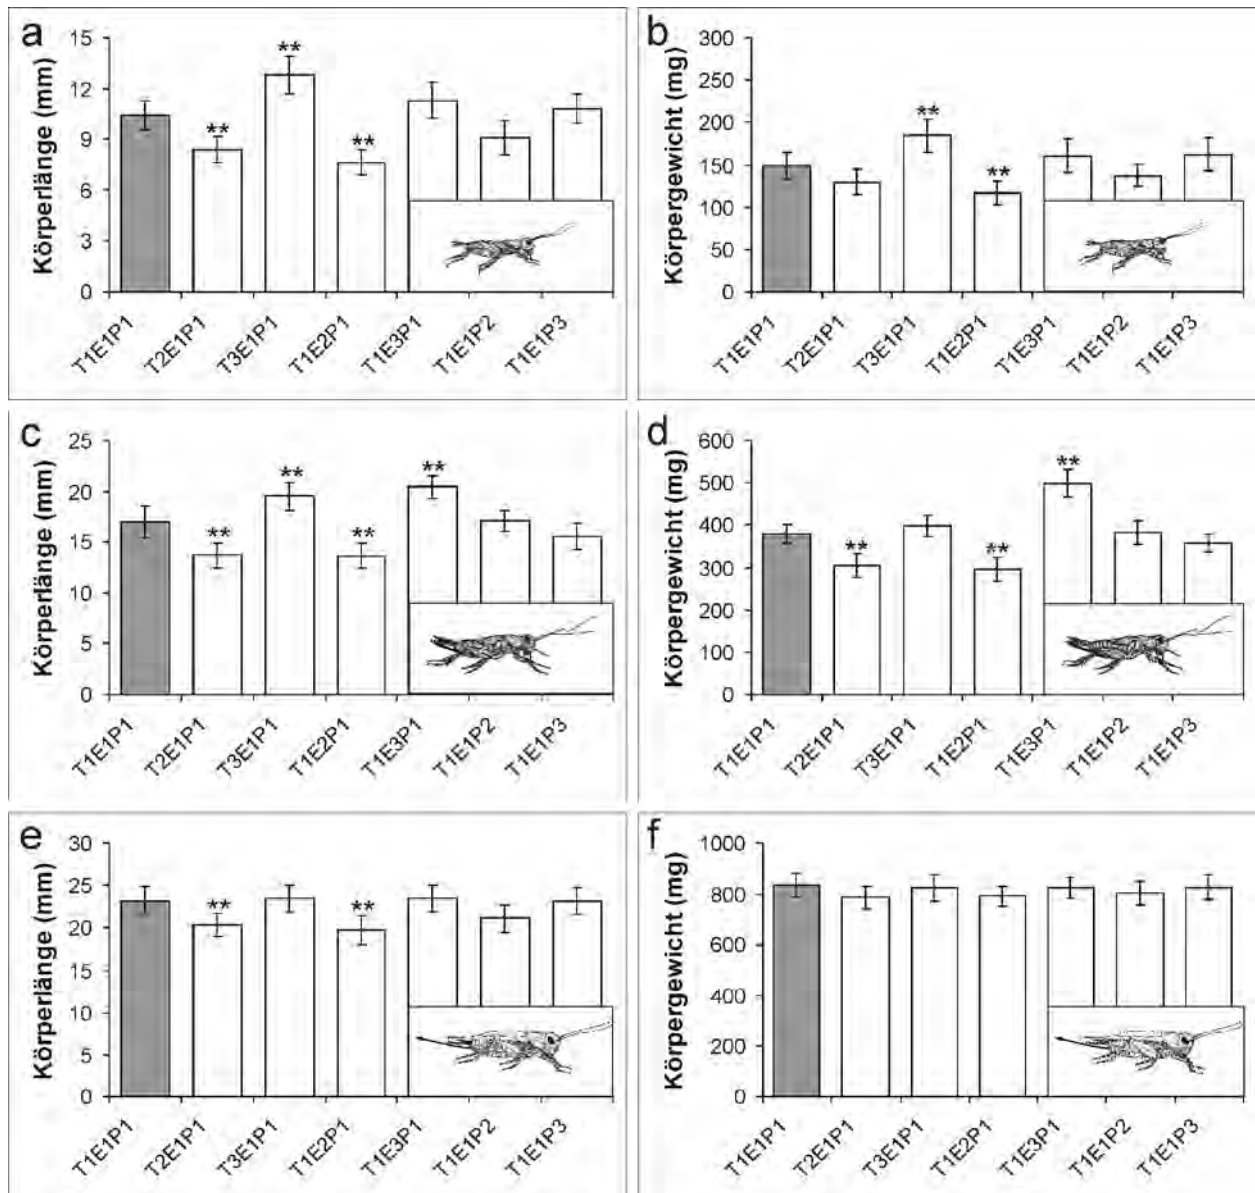 a
Körperlänge (mm)
15
12
9
6
3
0
**
**
**
T1E1P1
T2E1P1
T3E1P1
T1E2P1
T1E3P1
T1E1P2
T1E1P3
b
Körpergewicht (mg)
300
250
200
150
100
50
0
**
**
T1E1P1
T2E1P1
T3E1P1
T1E2P1
T1E3P1
T1E1P2
T1E1P3
c
Körperlänge (mm)
25
20
15
10
5
0
**
**
**
**
T1E1P1
T2E1P1
T3E1P1
T1E2P1
T1E3P1
T1E1P2
T1E1P3
d
Körpergewicht (mg)
600
500
400
300
200
100
0
**
**
**
T1E1P1
T2E1P1
T3E1P1
T1E2P1
T1E3P1
T1E1P2
T1E1P3
e
Körperlänge (mm)
30
25
20
15
10
5
0
**
**
T1E1P1
T2E1P1
T3E1P1
T1E2P1
T1E3P1
T1E1P2
T1E1P3
f
Körpergewicht (mg)
1000
800
600
400
200
0
T1E1P1
T2E1P1
T3E1P1
T1E2P1
T1E3P1
T1E1P2
T1E1P3